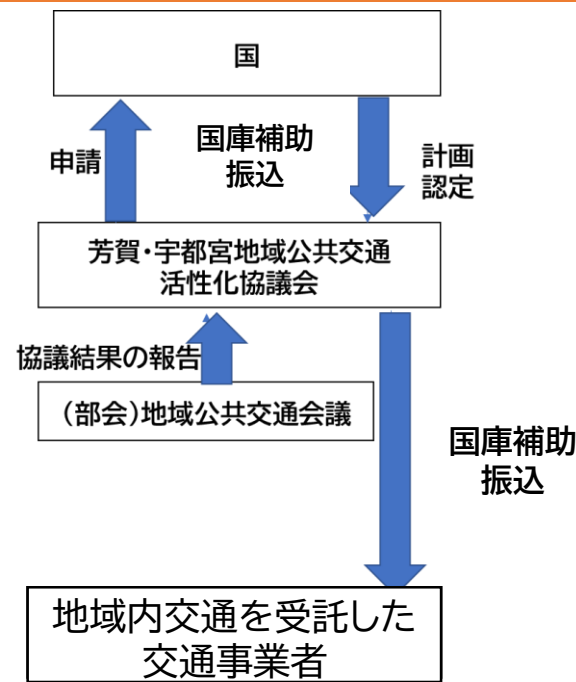 国
申請
国庫補助
振込
計画
認定
芳賀・宇都宮地域公共交通
活性化協議会
協議結果の報告
（部会）地域公共交通会議
国庫補助
振込
地域内交通を受託した
交通事業者